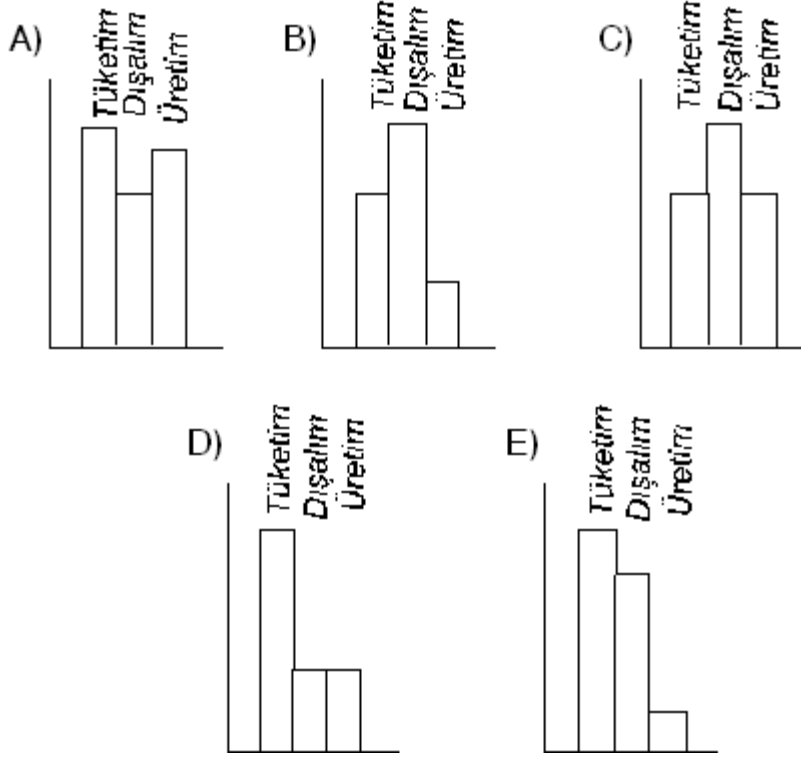 A) Tüketim Dışalım Üretim
B) Tüketim Dışalım Üretim
C) Tüketim Dışalım Üretim
D) Tüketim Dışalım Üretim
E) Tüketim Dışalım Üretim